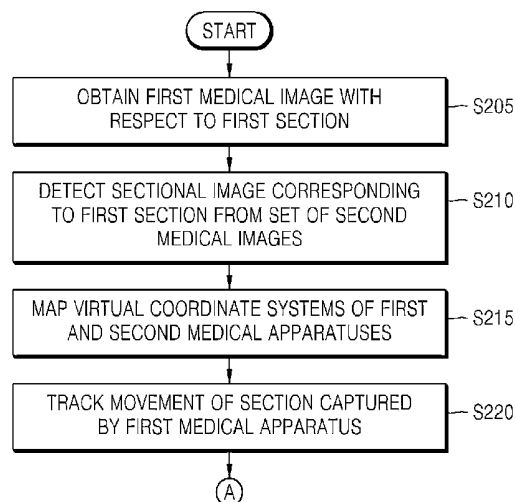 START
OBTAIN FIRST MEDICAL IMAGE WITH
RESPECT TO FIRST SECTION
S205
DETECT SECTIONAL IMAGE CORRESPONDING
TO FIRST SECTION FROM SET OF SECOND
MEDICAL IMAGES
S210
MAP VIRTUAL COORDINATE SYSTEMS OF FIRST
AND SECOND MEDICAL APPARATUSES
S215
TRACK MOVEMENT OF SECTION CAPTURED
BY FIRST MEDICAL APPARATUS
S220
A